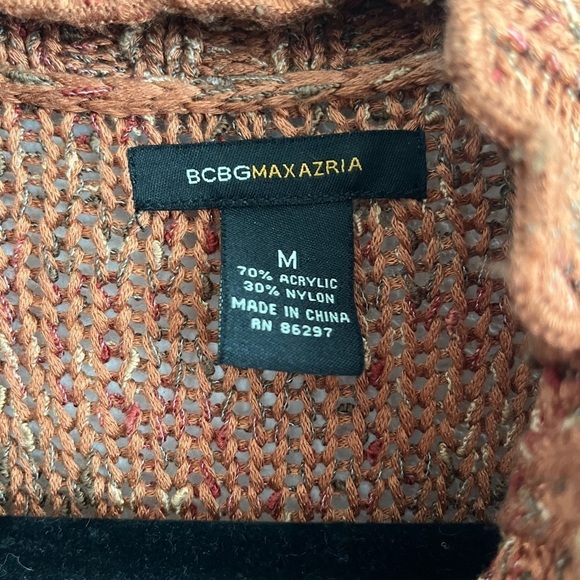 BCBGMAXAZRIA
M
70% ACRYLIC
30% NYLON
MADE IN CHINA
RN 86297